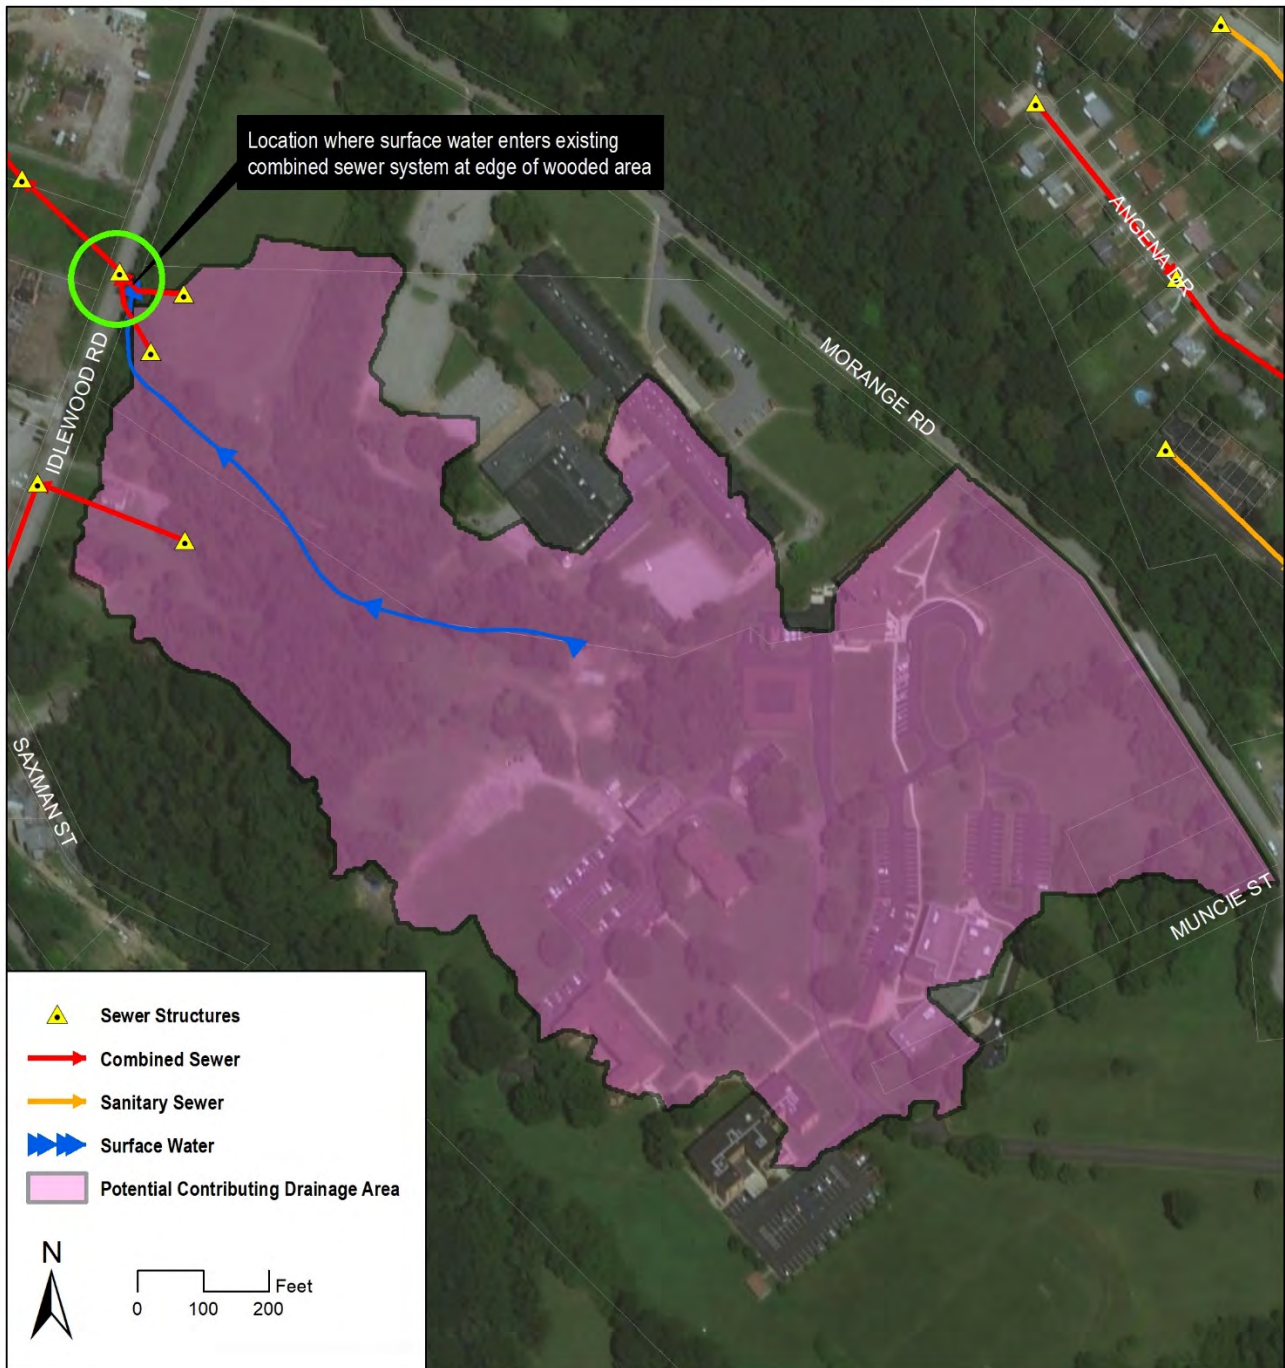 Location where surface water enters existing
combined sewer system at edge of wooded area
ANGENA DR
MORANGE RD
IDLEWOOD RD
SAXMAN ST
MUNCIE ST
Sewer Structures
Combined Sewer
Sanitary Sewer
Surface Water
Potential Contributing Drainage Area
N
Feet
0 100 200